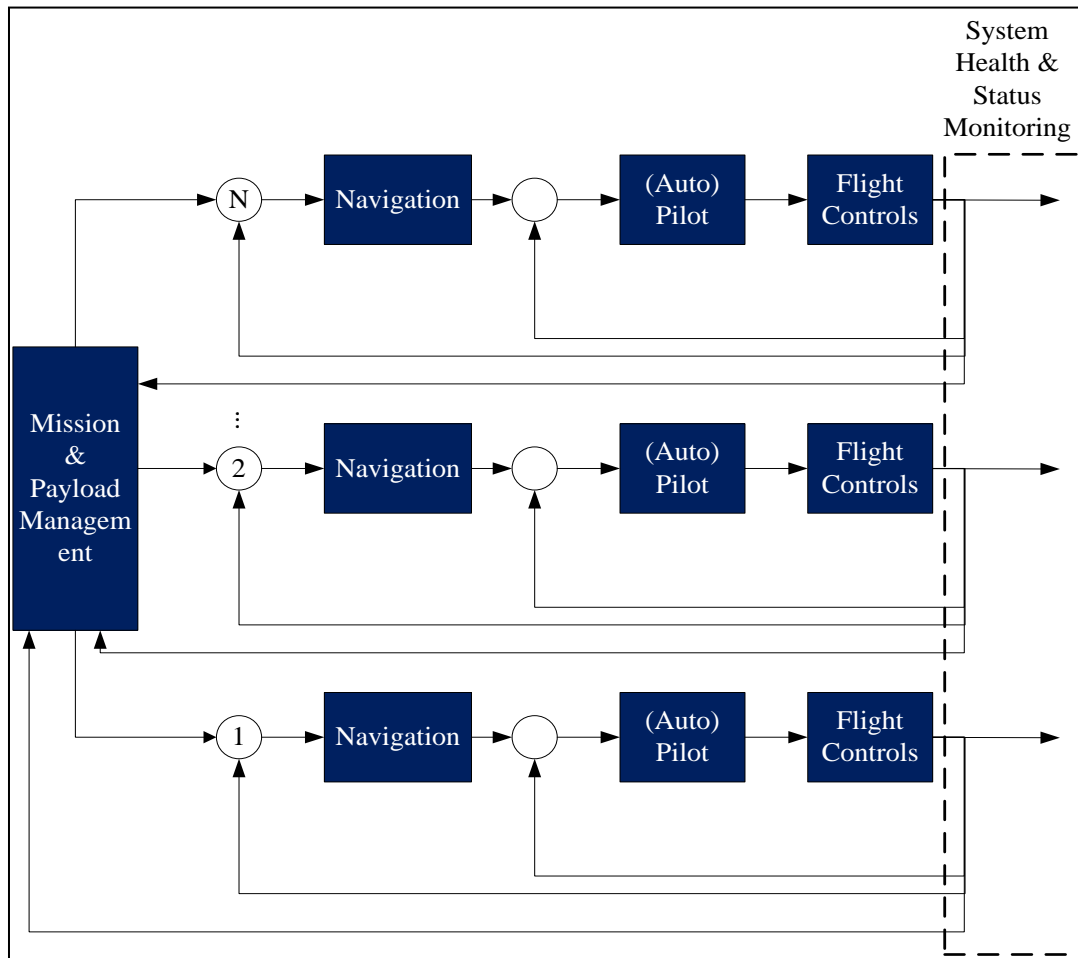 System
Health &
Status
Monitoring
N
Navigation
(Auto)
Pilot
Flight
Controls
Mission
&
Payload
Managem
ent
...
2
Navigation
(Auto)
Pilot
Flight
Controls
1
Navigation
(Auto)
Pilot
Flight
Controls